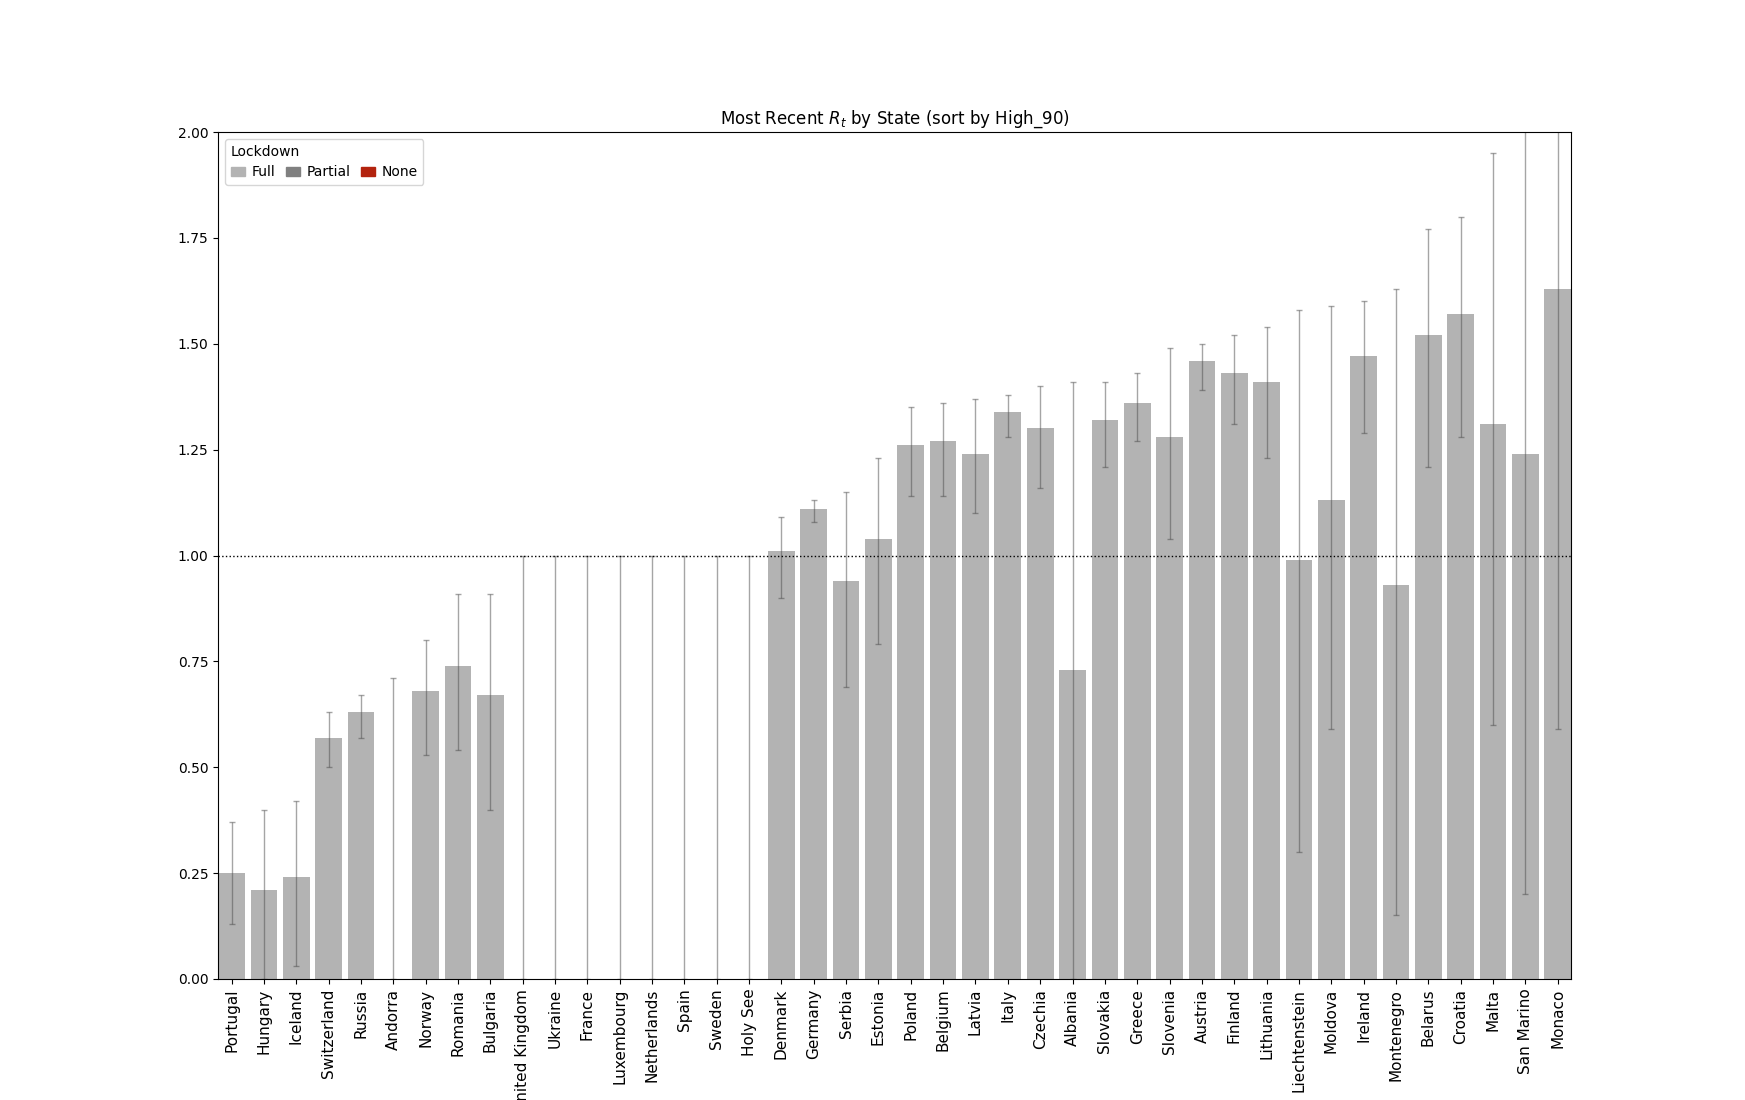 Most Recent Rt by State (sort by High_90)
Lockdown
Full Partial None
2.00
1.75
1.50
1.25
1.00
0.75
0.50
0.25
0.00
Portugal
Hungary
Iceland
Switzerland
Russia
Andorra
Norway
Romania
Bulgaria
nited Kingdom
Ukraine
France
Luxembourg
Netherlands
Spain
Sweden
Holy See
Denmark
Germany
Serbia
Estonia
Poland
Belgium
Latvia
Italy
Czechia
Albania
Slovakia
Greece
Slovenia
Austria
Finland
Lithuania
Liechtenstein
Moldova
Ireland
Montenegro
Belarus
Croatia
Malta
San Marino
Monaco